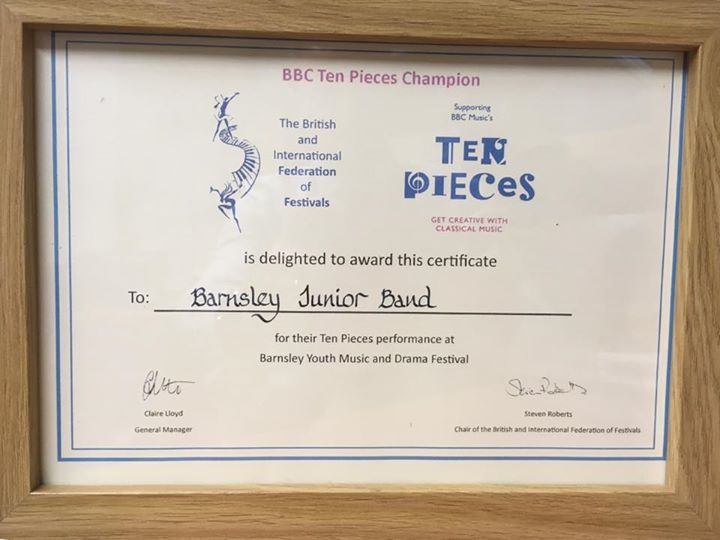 BBC Ten Pieces Champion
The British
and
International
Federation
of
Festivals
Supporting
BBC Music's
TEN
PIECES
GET CREATIVE WITH
CLASSICAL MUSIC
is delighted to award this certificate
To: Barnsley Junior Band
for their Ten Pieces performance at
Barnsley Youth Music and Drama Festival
Claire Lloyd
General Manager
Steven Roberts
Chair of the British and International Federation of Festivals